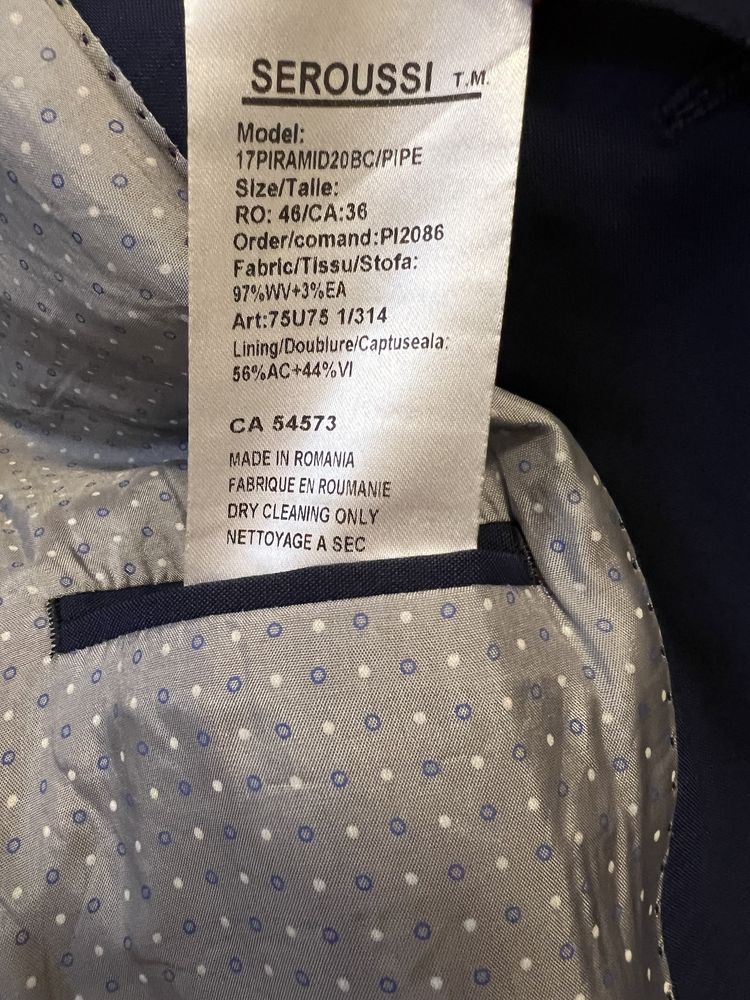 SEROUSSI T.M.
Model:
17PIRAMID20BC/PIPE
Size/Taile:
RO: 46/CA:36
Order/comand:PI2086
Fabric/Tissu/Stofa:
97%WV+3%EA
Art:75U75 1/314
Lining/Doublure/Captuseala:
56%AC+44%VI
CA 54573
MADE IN ROMANIA
FABRIQUE EN ROUMANIE
DRY CLEANING ONLY
NETTOYAGE A SEC